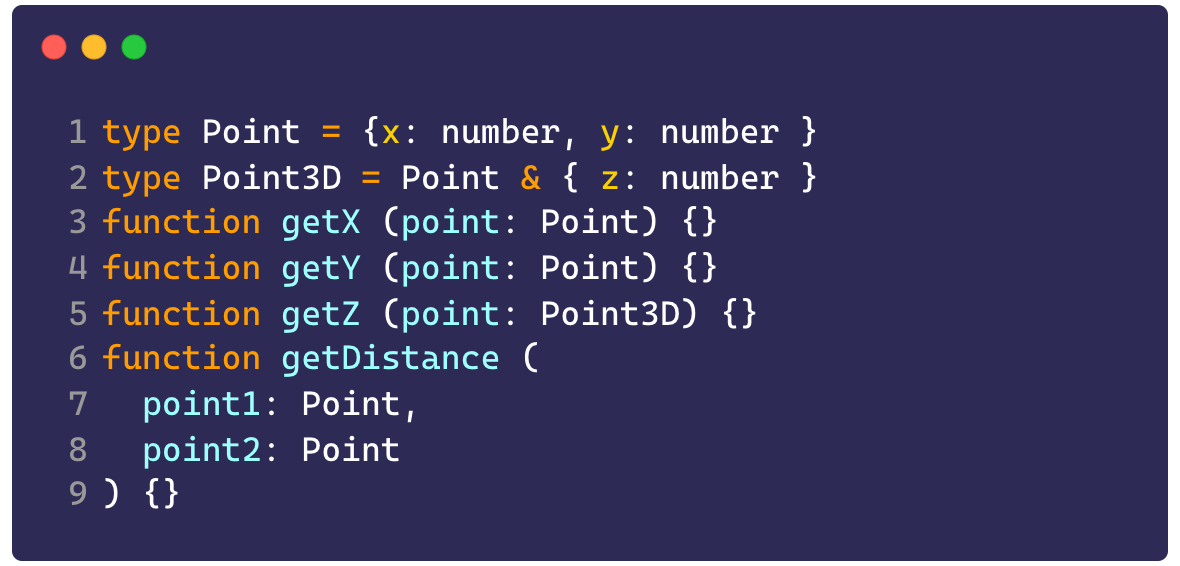 1 type Point = {x: number, y: number }
2 type Point3D = Point & { z: number }
3 function getX (point: Point) {}
4 function getY (point: Point) {}
5 function getZ (point: Point3D) {}
6 function getDistance (
7   point1: Point,
8   point2: Point
9 ) {}